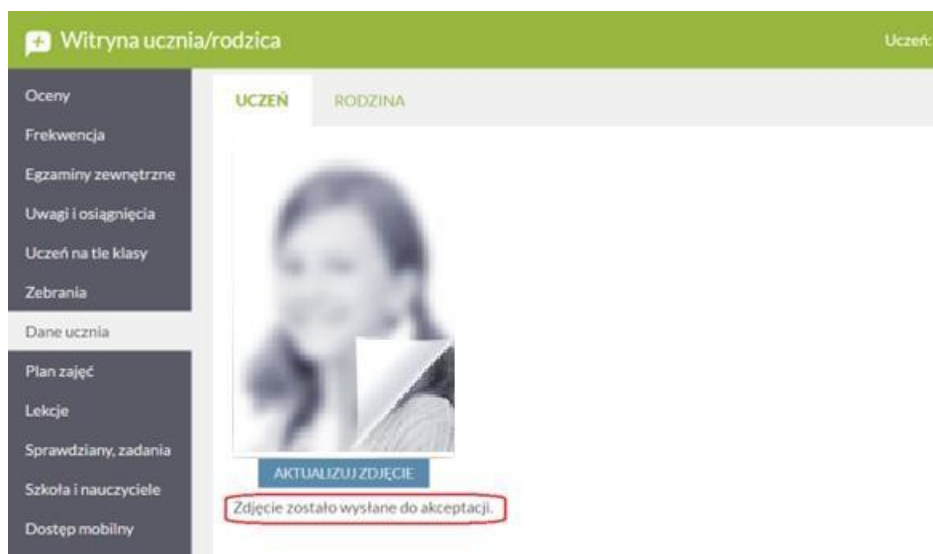 Witryna ucznia/rodzica
Uczeń:
Oceny
Frekwencja
Egzaminy zewnętrzne
Uwagi i osiągnięcia
Uczeń na tle klasy
Zebrania
Dane ucznia
Plan zajęć
Lekcje
Sprawdziany, zadania
Szkoła i nauczyciele
Dostęp mobilny
UCZEŃ RODZINA
AKTUALIZUJ ZDJĘCIE
Zdjęcie zostało wysłane do akceptacji.